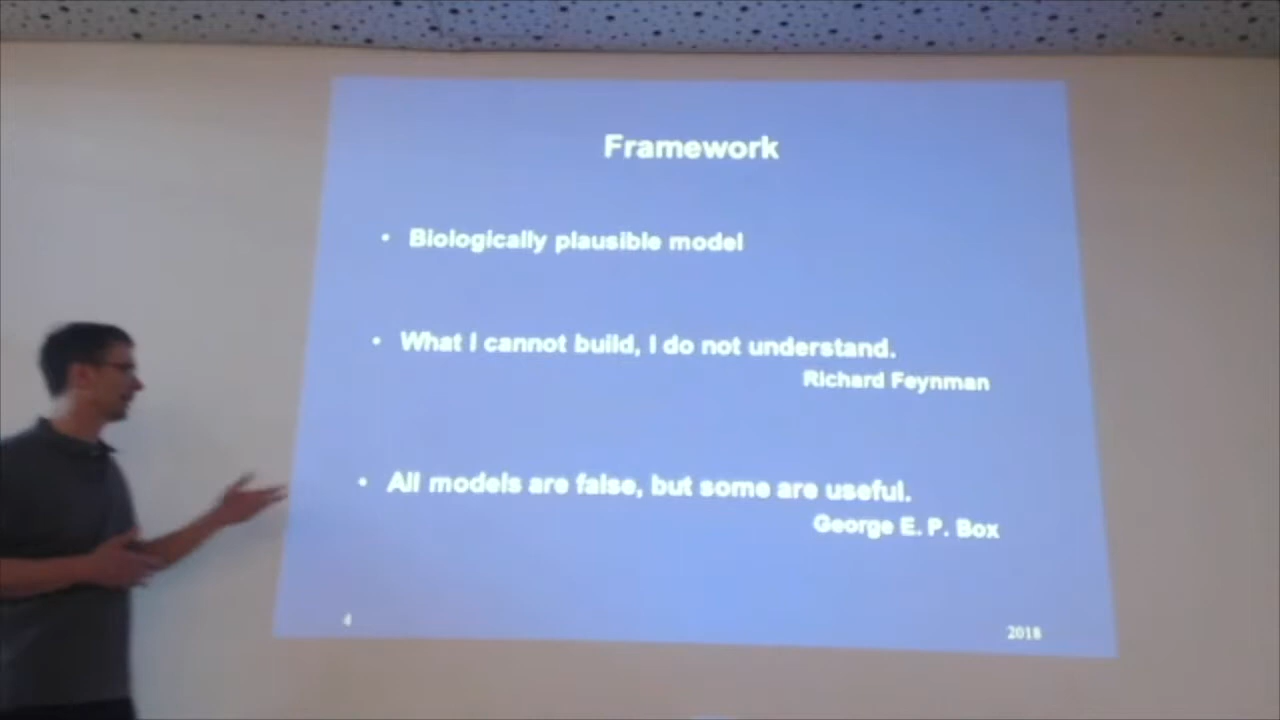 Framework
• Biologically plausible model
• What I cannot build, I do not understand.
Richard Feynman
• All models are false, but some are useful.
George E. P. Box
4
2018